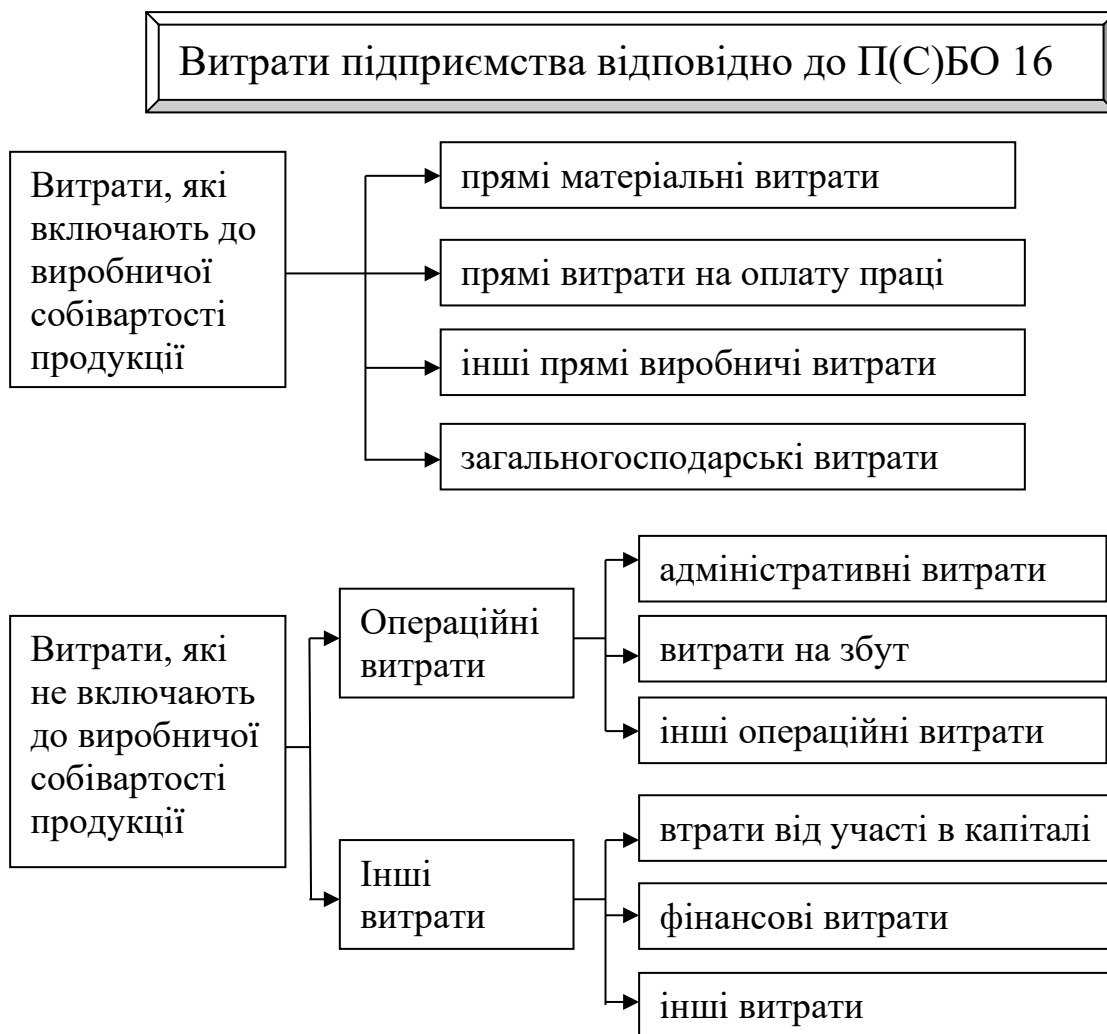 Витрати підприємства відповідно до П(С)БО 16
Витрати, які
включають до
виробничої
собівартості
продукції
прямі матеріальні витрати
прямі витрати на оплату праці
інші прямі виробничі витрати
загальногосподарські витрати
Витрати, які
не включають
до виробничої
собівартості
продукції
Операційні
витрати
адміністративні витрати
витрати на збут
інші операційні витрати
Інші
витрати
втрати від участі в капіталі
фінансові витрати
інші витрати